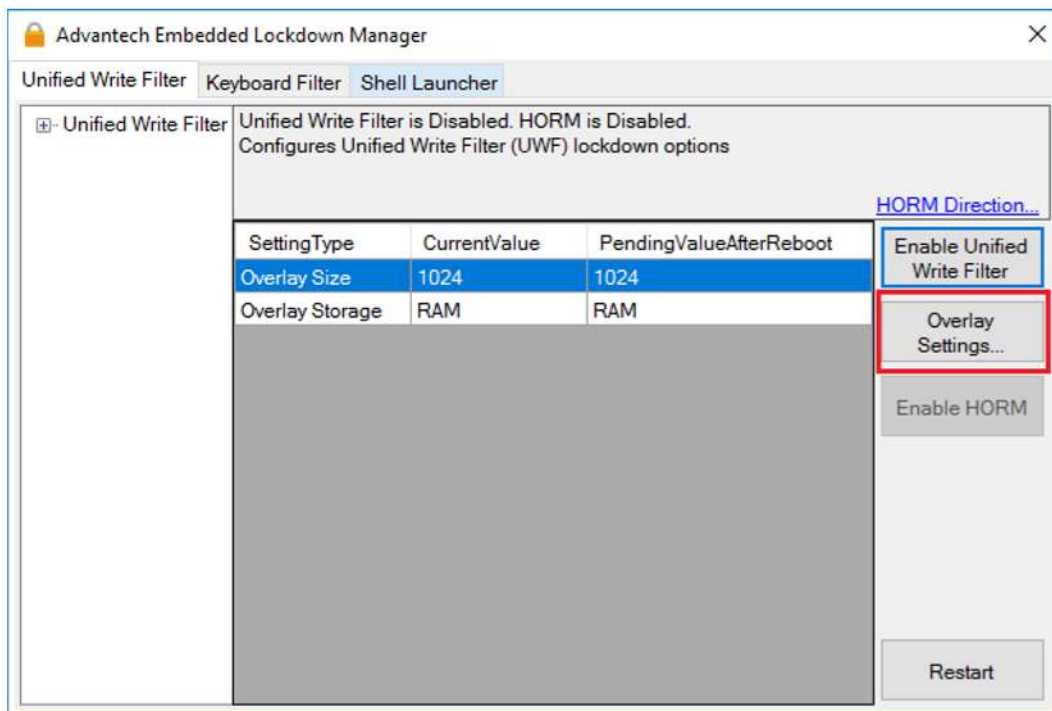 Advantech Embedded Lockdown Manager
Unified Write Filter Keyboard Filter Shell Launcher
Unified Write Filter
Unified Write Filter is Disabled. HORM is Disabled.
Configures Unified Write Filter (UWF) lockdown options
HORM Direction...
SettingType CurrentValue PendingValueAfterReboot
Overlay Size 1024 1024
Overlay Storage RAM RAM
Enable Unified
Write Filter
Overlay
Settings...
Enable HORM
Restart